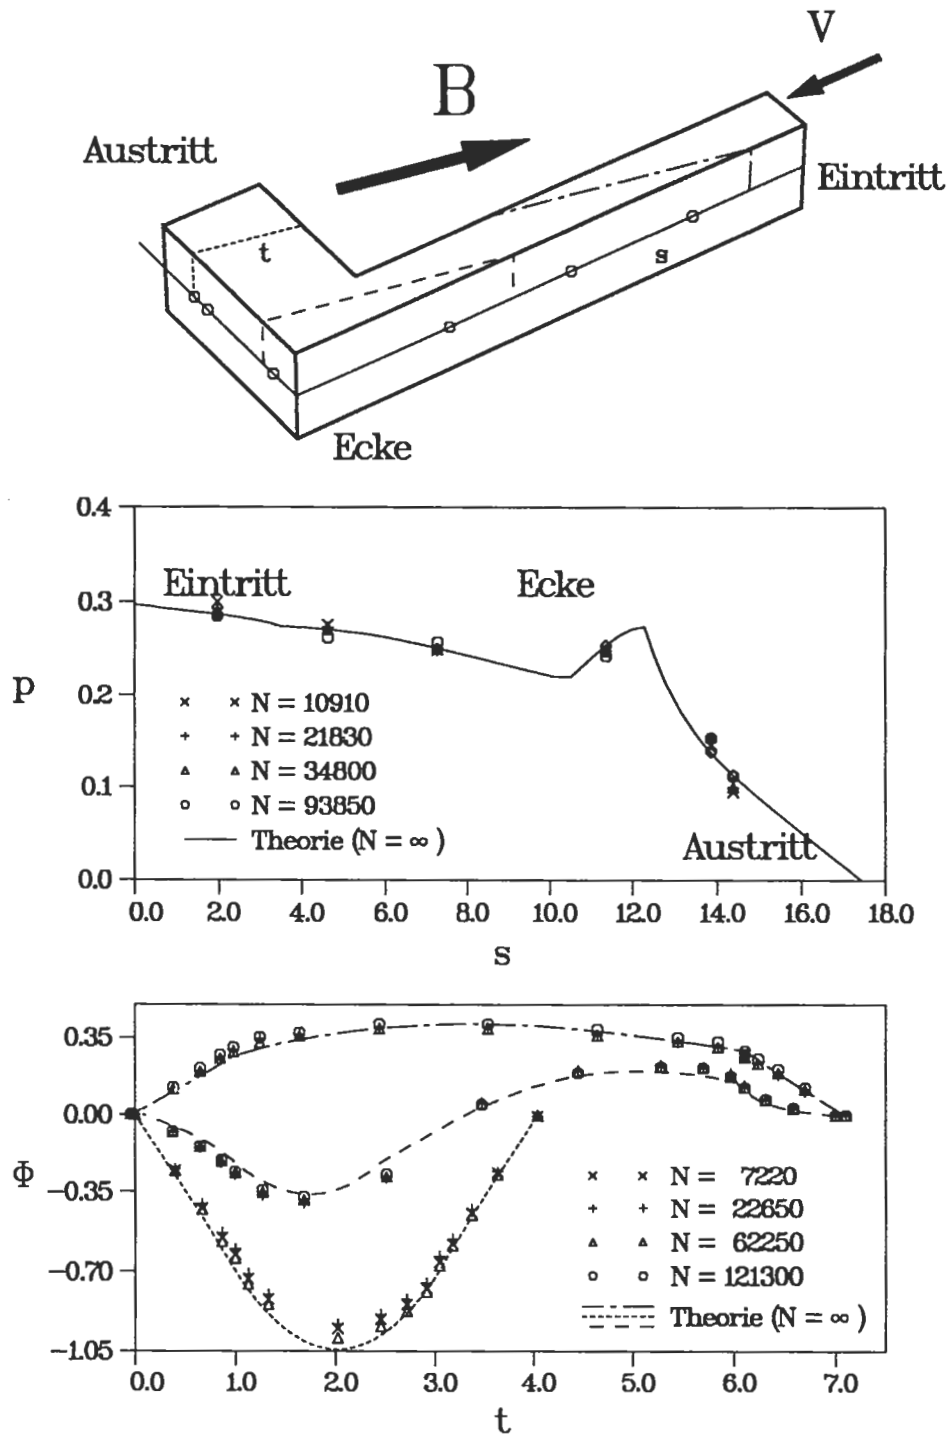 V
B
Austritt
Eintritt
t
s
Ecke
0.4
Eintritt
Ecke
0.3
p
0.2
× × N = 10910
+ + N = 21830
△ △ N = 34800
0.1
○ ○ N = 93850
Theorie (N = ∞ )
Austritt
0.0
0.0 2.0 4.0 6.0 8.0 10.0 12.0 14.0 16.0 18.0
s
0.35
0.00
Φ
-0.35
-0.70
-1.05
× × N = 7220
+ + N = 22650
△ △ N = 62250
○ ○ N = 121300
Theorie (N = ∞ )
0.0 1.0 2.0 3.0 4.0 5.0 6.0 7.0
t